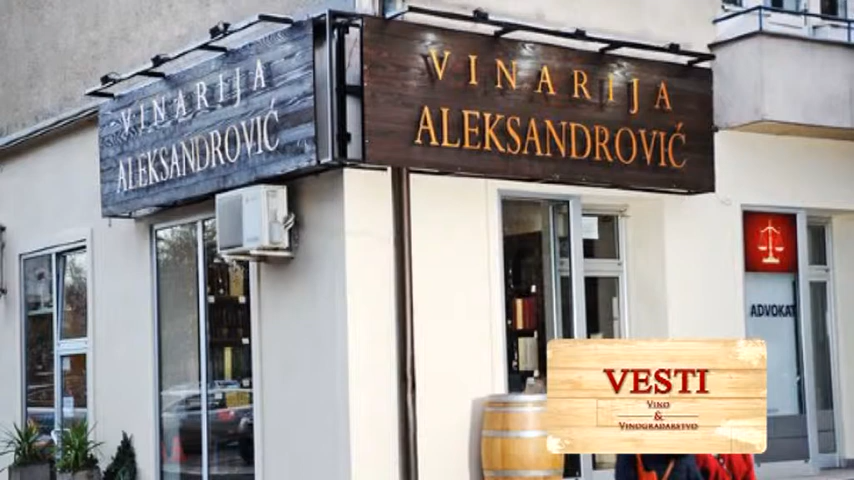 VINARIJA
ALEKSANDROVIĆ
VINARIJA
ALEKSANDROVIĆ
ADVOKAT
VESTI
VINO
&
VINOGRADARSTVO